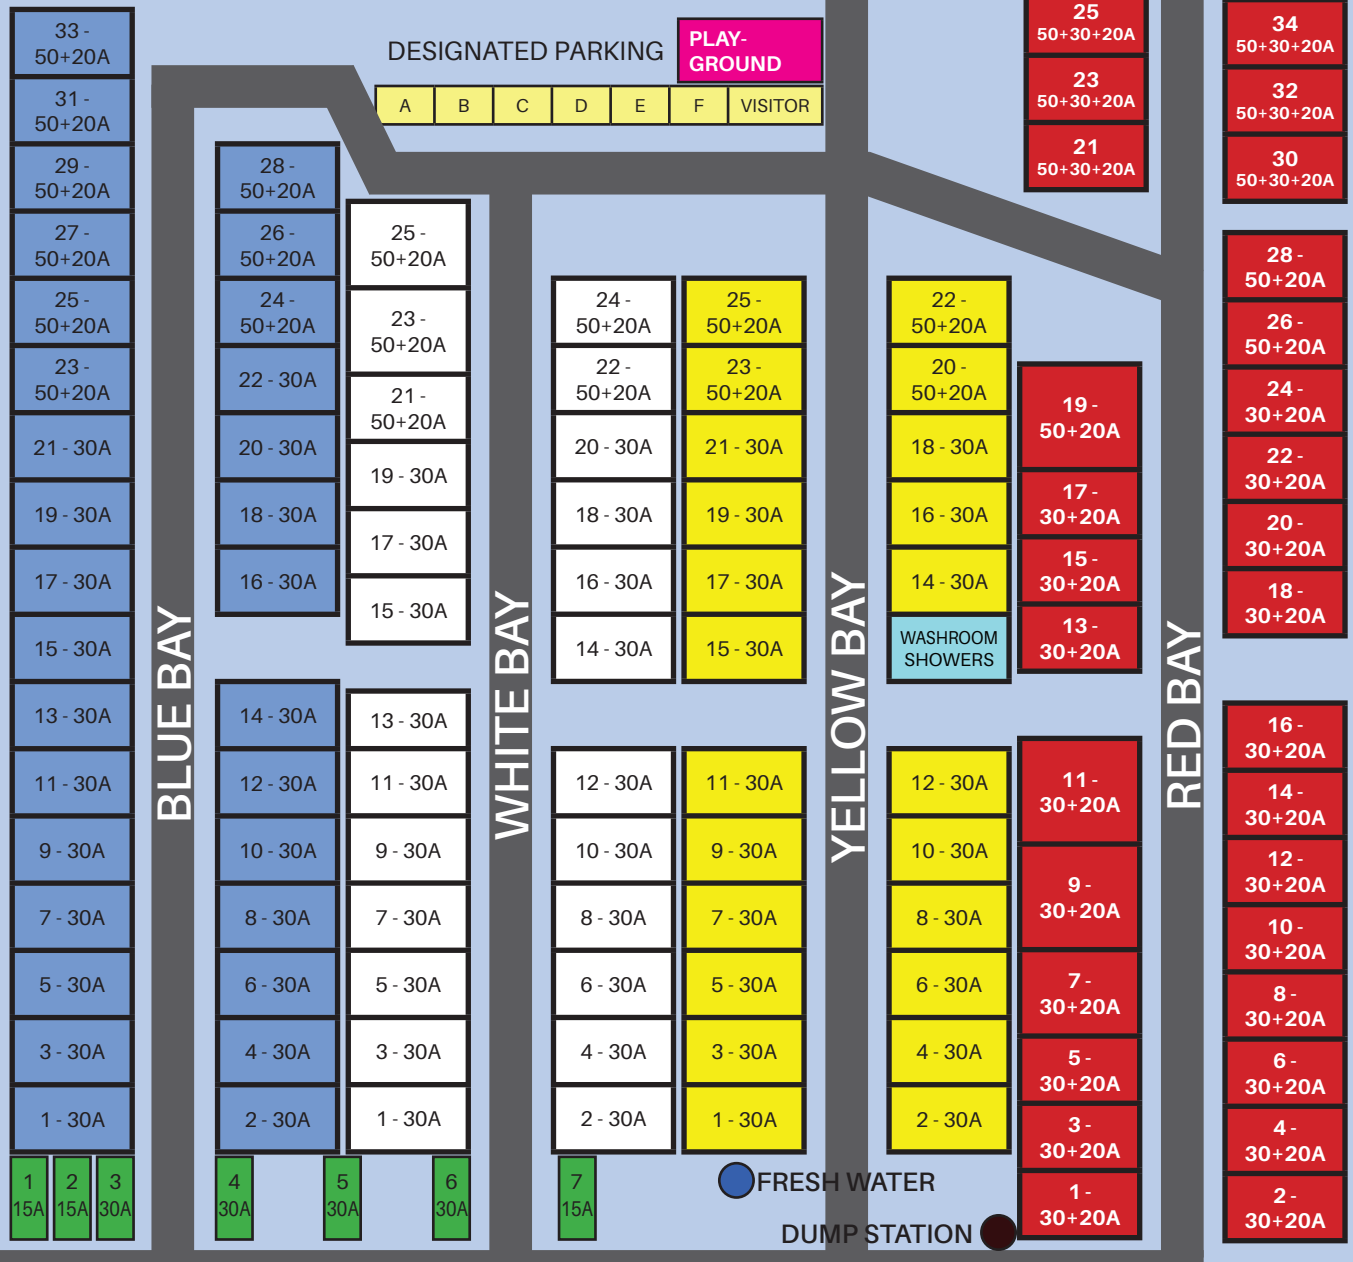 33 -
50+20A
31 -
50+20A
29 -
50+20A
27 -
50+20A
25 -
50+20A
23 -
50+20A
21 - 30A
19 - 30A
17 - 30A
15 - 30A
13 - 30A
11 - 30A
9 - 30A
7 - 30A
5 - 30A
3 - 30A
1 - 30A
BLUE BAY
28 -
50+20A
26 -
50+20A
24 -
50+20A
22 - 30A
20 - 30A
18 - 30A
16 - 30A
14 - 30A
12 - 30A
10 - 30A
8 - 30A
6 - 30A
4 - 30A
2 - 30A
DESIGNATED PARKING
PLAY-
GROUND
A
B
C
D
E
F
VISITOR
25 -
50+20A
23 -
50+20A
21 -
50+20A
19 - 30A
17 - 30A
15 - 30A
13 - 30A
11 - 30A
9 - 30A
7 - 30A
5 - 30A
3 - 30A
1 - 30A
WHITE BAY
24 -
50+20A
22 -
50+20A
20 - 30A
18 - 30A
16 - 30A
14 - 30A
12 - 30A
10 - 30A
8 - 30A
6 - 30A
4 - 30A
2 - 30A
25 -
50+20A
23 -
50+20A
21 - 30A
19 - 30A
17 - 30A
15 - 30A
11 - 30A
9 - 30A
7 - 30A
5 - 30A
3 - 30A
1 - 30A
YELLOW BAY
22 -
50+20A
20 -
50+20A
18 - 30A
16 - 30A
14 - 30A
WASHROOM
SHOWERS
12 - 30A
10 - 30A
8 - 30A
6 - 30A
4 - 30A
2 - 30A
25
50+30+20A
23
50+30+20A
21
50+30+20A
19 -
50+20A
17 -
30+20A
15 -
30+20A
13 -
30+20A
11 -
30+20A
9 -
30+20A
7 -
30+20A
5 -
30+20A
3 -
30+20A
1 -
30+20A
RED BAY
34
50+30+20A
32
50+30+20A
30
50+30+20A
28 -
50+20A
26 -
50+20A
24 -
30+20A
22 -
30+20A
20 -
30+20A
18 -
30+20A
16 -
30+20A
14 -
30+20A
12 -
30+20A
10 -
30+20A
8 -
30+20A
6 -
30+20A
4 -
30+20A
2 -
30+20A
1
15A
2
15A
3
30A
4
30A
5
30A
6
30A
7
15A
FRESH WATER
DUMP STATION